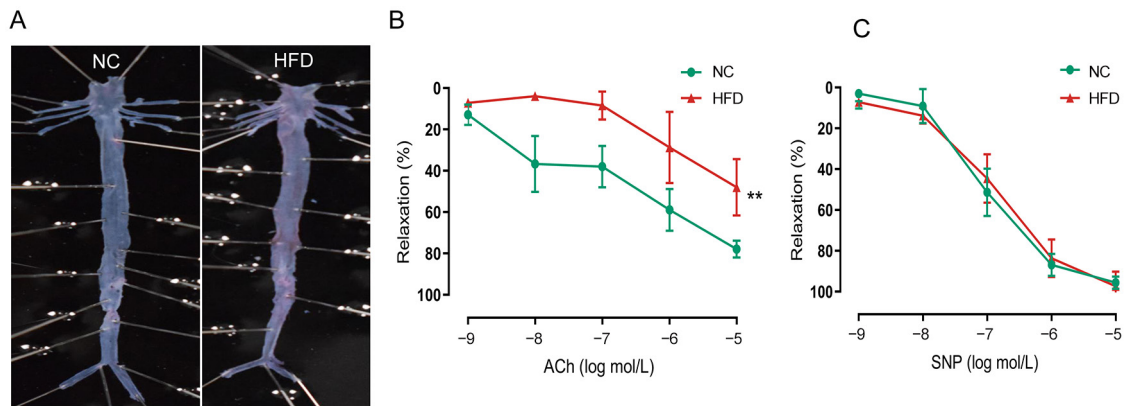 A
NC
HFD
B
NC
HFD
Relaxation (%)
0
20
40
60
80
100
**
−9
−8
−7
−6
−5
ACh (log mol/L)
C
NC
HFD
Relaxation (%)
0
20
40
60
80
100
−9
−8
−7
−6
−5
SNP (log mol/L)